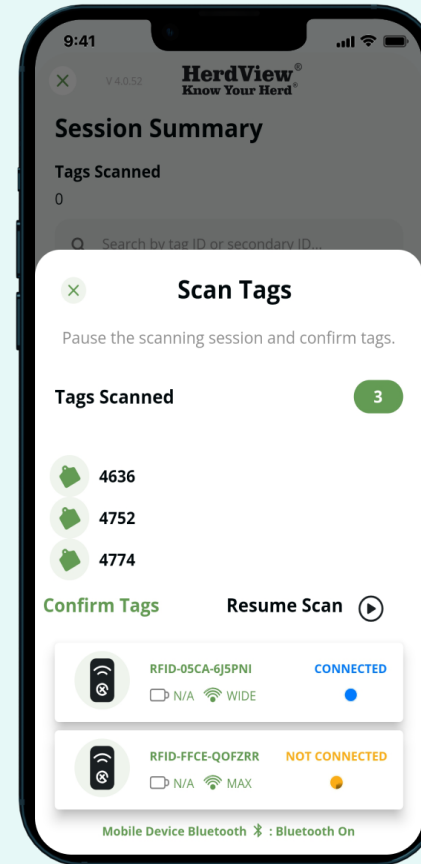 9:41
V 4.0.52
HerdView®
Know Your Herd®
Session Summary
Tags Scanned
0
Search by tag ID or secondary ID...
Scan Tags
Pause the scanning session and confirm tags.
Tags Scanned
3
4636
4752
4774
Confirm Tags
Resume Scan
RFID-05CA-6J5PNI
CONNECTED
N/A
WIDE
RFID-FFCE-QOFZRR
NOT CONNECTED
N/A
MAX
Mobile Device Bluetooth : Bluetooth On